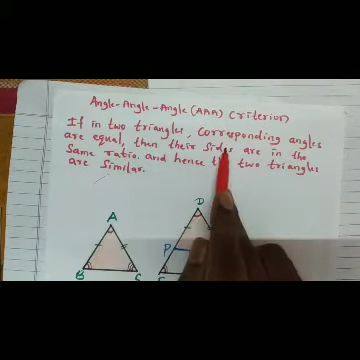 Angle-Angle-Angle (AAA) Criterion)
If in two triangles, corresponding angles
are equal, then their sides are in the
same ratio and hence two triangles
are similar.
D
A
P
B